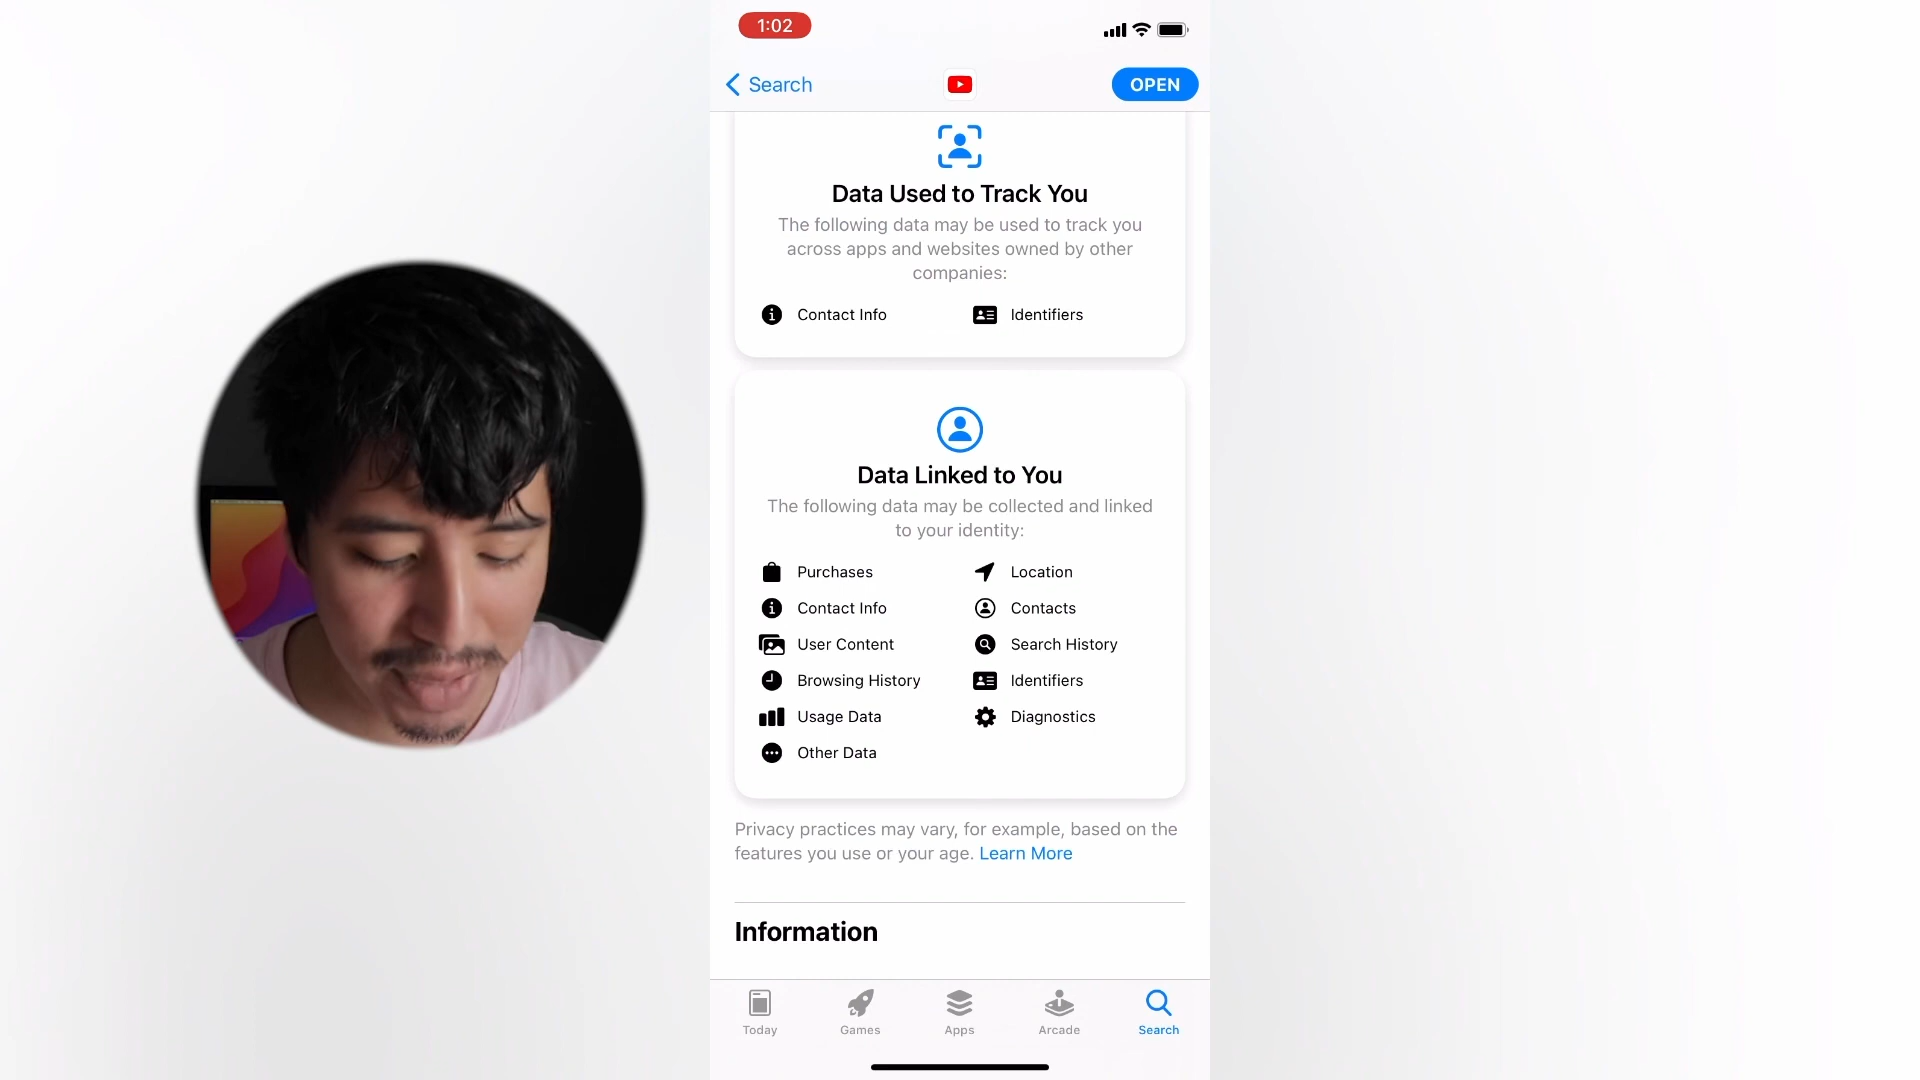 1:02
Search
OPEN
Data Used to Track You
The following data may be used to track you
across apps and websites owned by other
companies:
Contact Info
Identifiers
Data Linked to You
The following data may be collected and linked
to your identity:
Purchases
Location
Contact Info
Contacts
User Content
Search History
Browsing History
Identifiers
Usage Data
Diagnostics
Other Data
Privacy practices may vary, for example, based on the
features you use or your age. Learn More
Information
Today
Games
Apps
Arcade
Search